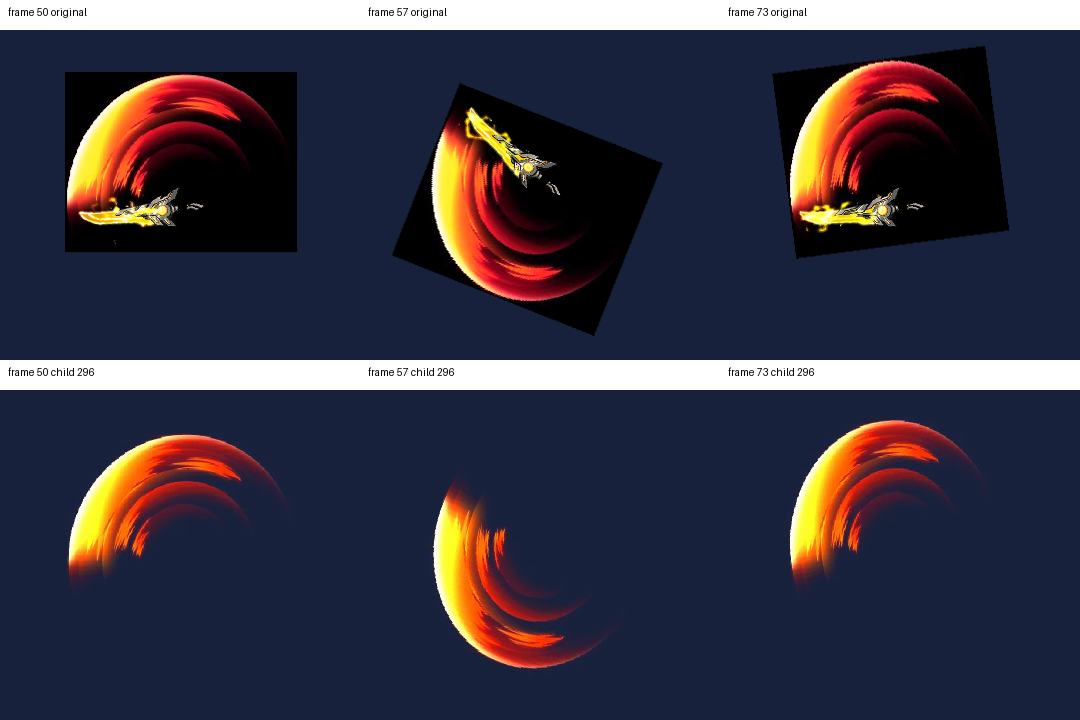 frame 50 original
frame 57 original
frame 73 original
frame 50 child 296
frame 57 child 296
frame 73 child 296